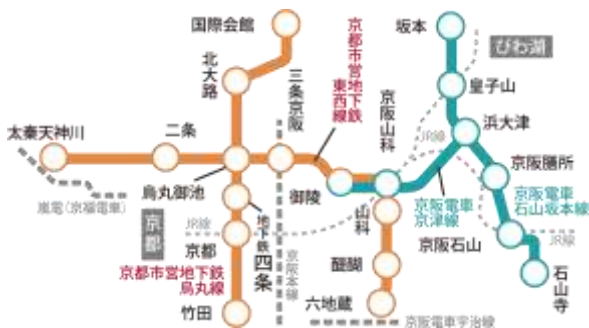 国際会館
坂本
びわ湖
北大路
三条京阪
京都市営地下鉄
東西線
京阪山科
皇子山
JR線
浜大津
太秦天神川
二条
京阪膳所
烏丸御池
御陵
京阪電車
石山坂本線
嵐電(京福電車)
京都
JR線
地下鉄四条
山科
京阪電車
京津線
京都
京阪石山
JR線
京都市営地下鉄
烏丸線
京阪本線
醍醐
石山寺
竹田
六地蔵
京阪電車宇治線